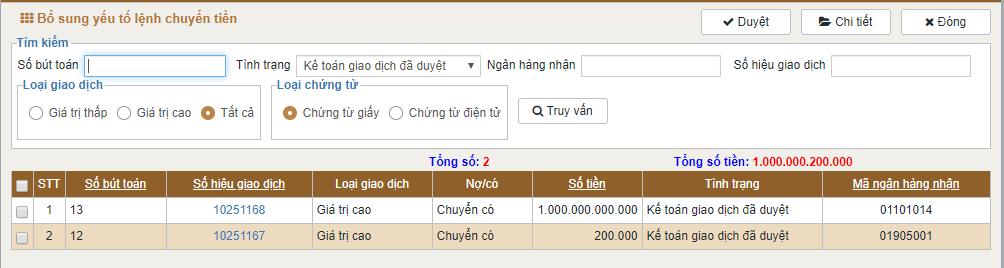 Bổ sung yếu tố lệnh chuyển tiền
Duyệt Chi tiết Đóng
Tìm kiếm
Số bút toán Tình trạng Kế toán giao dịch đã duyệt Ngân hàng nhận Số hiệu giao dịch
Loại giao dịch Loại chứng từ
Giá trị thấp Giá trị cao Tất cả Chứng từ giấy Chứng từ điện tử Truy vấn
Tổng số: 2 Tổng số tiền: 1.000.000.200.000
STT Số bút toán Số hiệu giao dịch Loại giao dịch Nợ/có Số tiền Tình trạng Mã ngân hàng nhận
1 13 10251168 Giá trị cao Chuyển có 1.000.000.000.000 Kế toán giao dịch đã duyệt 01101014
2 12 10251167 Giá trị cao Chuyển có 200.000 Kế toán giao dịch đã duyệt 01905001